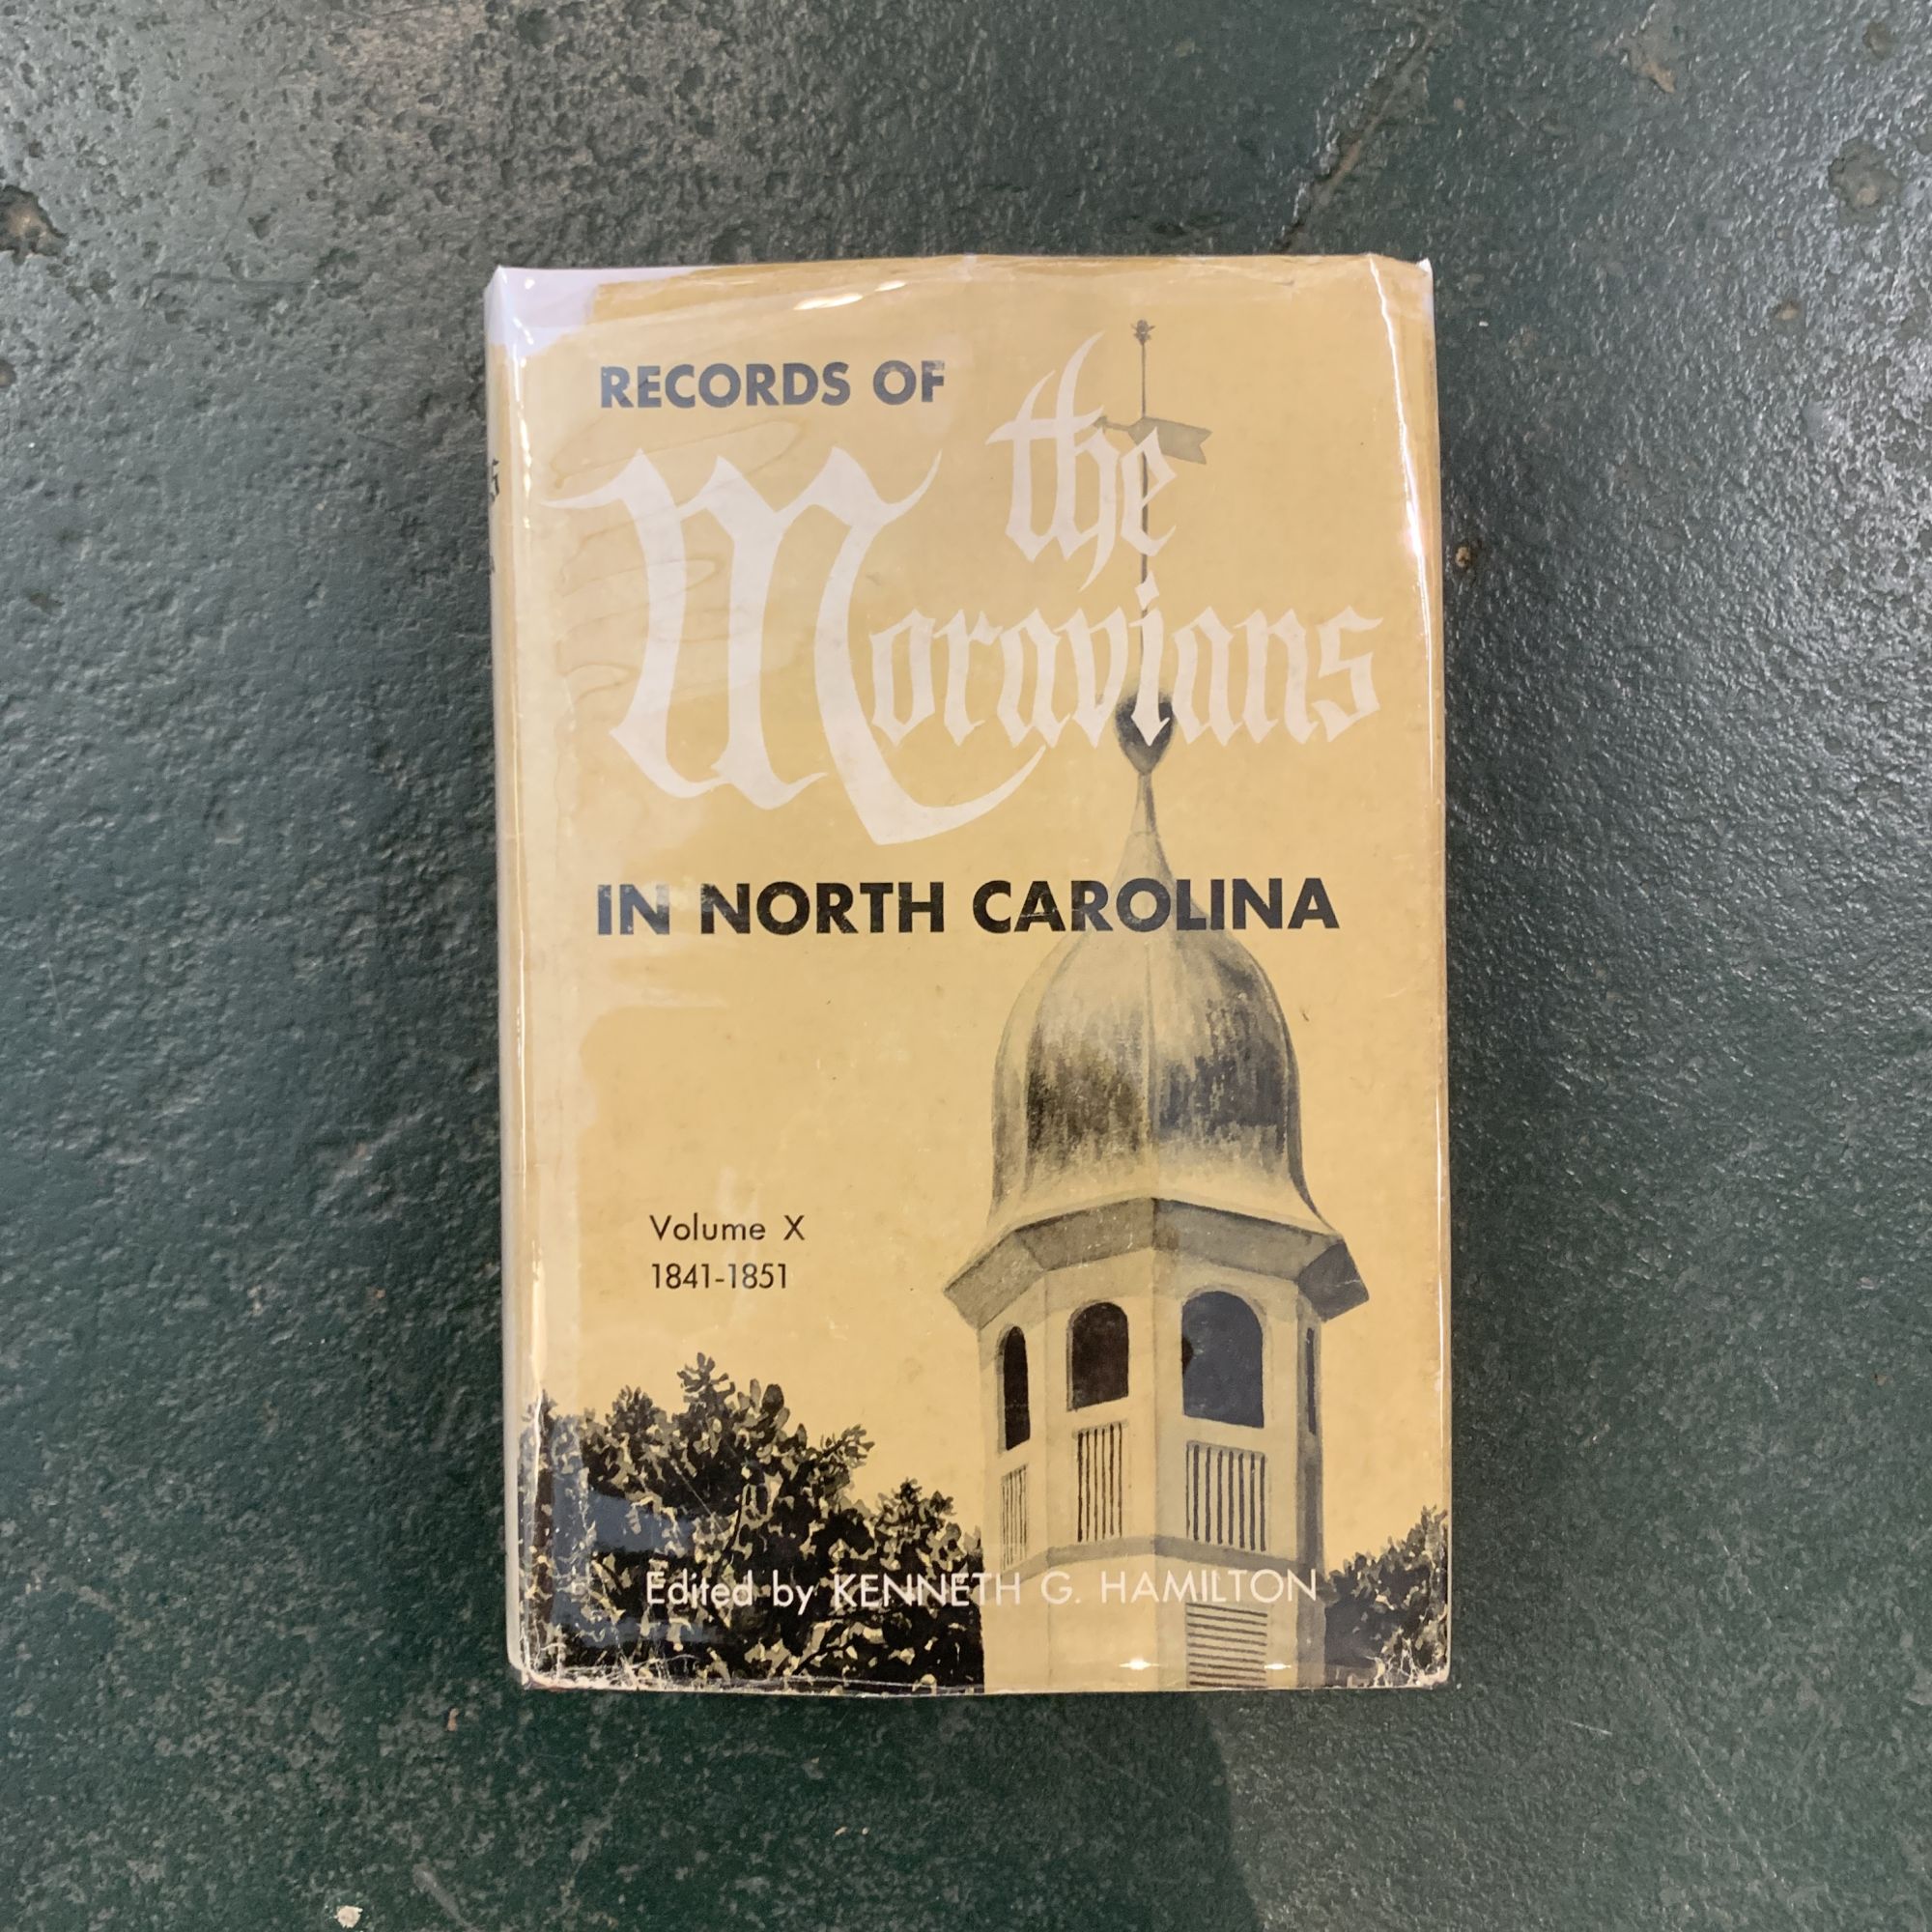 RECORDS OF
the
Moravians
IN NORTH CAROLINA
Volume X
1841-1851
Edited by KENNETH G. HAMILTON